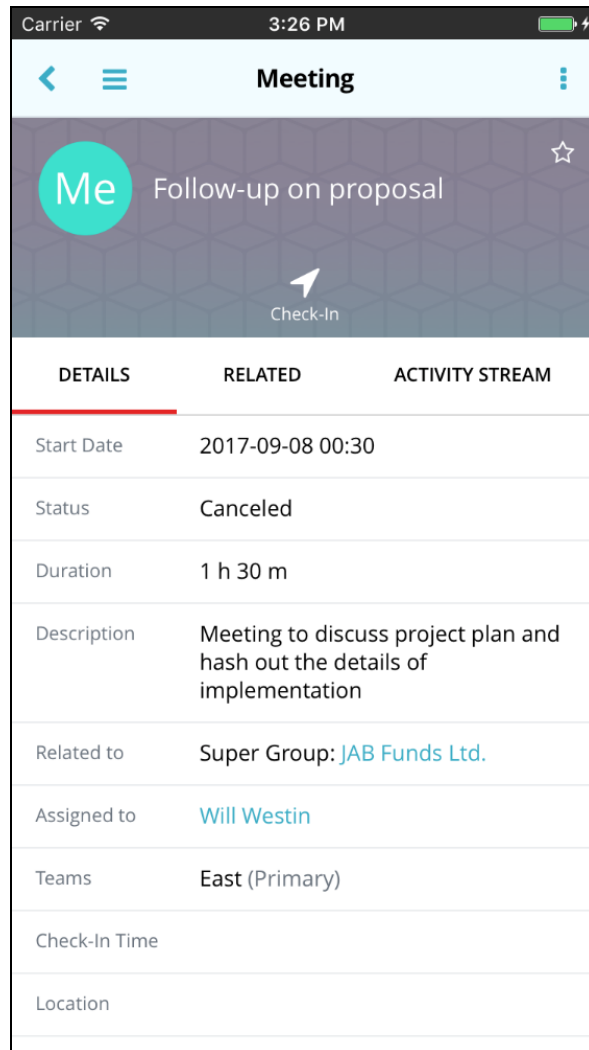 Carrier 3:26 PM
Meeting
Me Follow-up on proposal
Check-In
DETAILS RELATED ACTIVITY STREAM
Start Date 2017-09-08 00:30
Status Canceled
Duration 1 h 30 m
Description Meeting to discuss project plan and
hash out the details of
implementation
Related to Super Group: JAB Funds Ltd.
Assigned to Will Westin
Teams East (Primary)
Check-In Time
Location